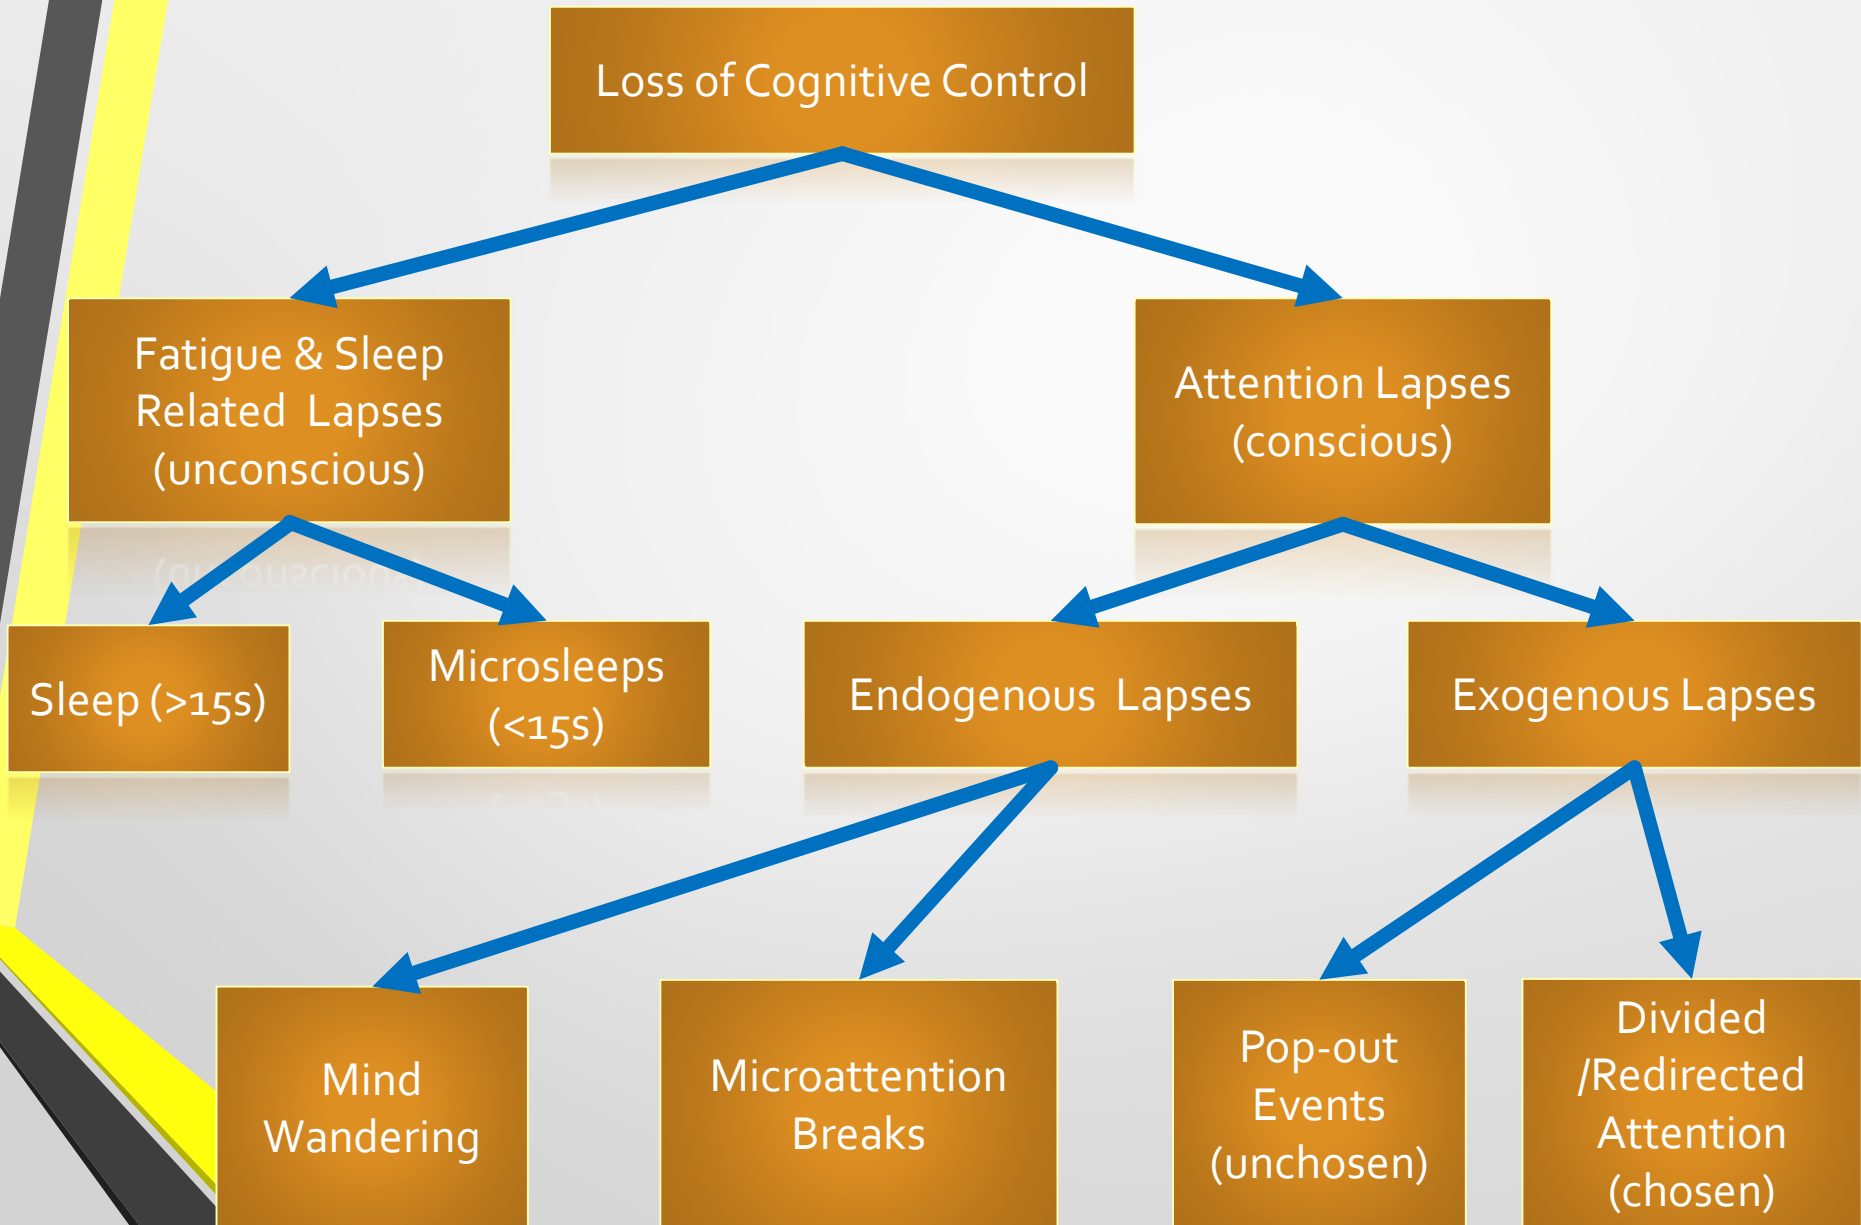 Loss of Cognitive Control
Fatigue & Sleep
Related Lapses
(unconscious)
Attention Lapses
(conscious)
Sleep (>15s)
Microsleeps
(<15s)
Endogenous Lapses
Exogenous Lapses
Mind
Wandering
Microattention
Breaks
Pop-out
Events
(unchosen)
Divided
/Redirected
Attention
(chosen)